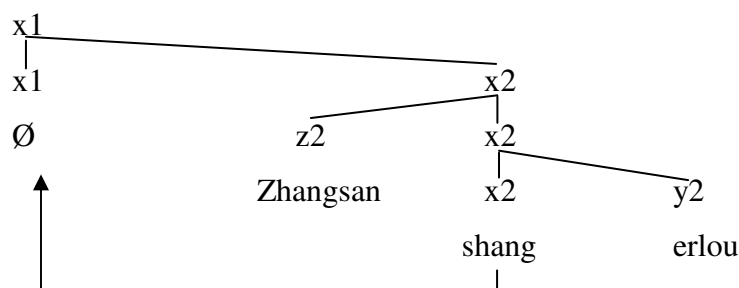 x1
x1 x2
Ø z2 x2
Zhangsan x2 y2
shang erlou